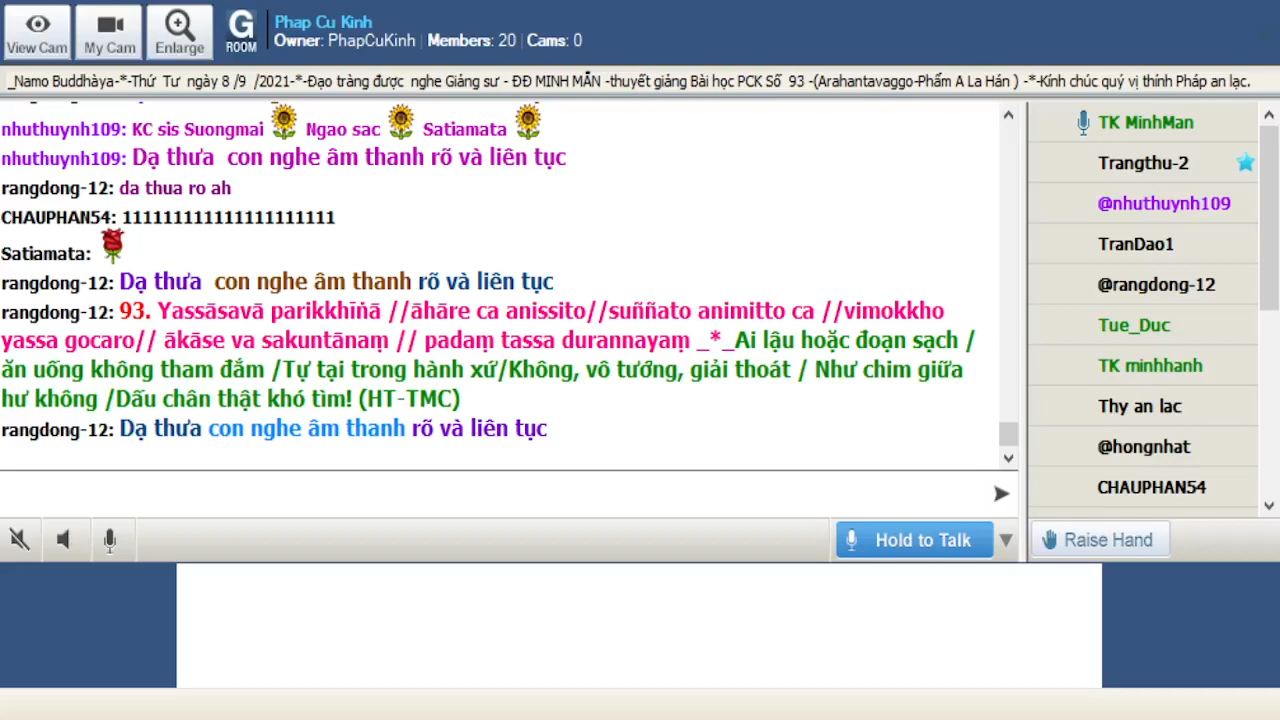 View Cam
My Cam
Enlarge
G
ROOM
Phap Cu Kinh
Owner: PhapCuKinh | Members: 20 | Cams: 0
_Namo Buddhàya-*-Thứ Tư ngày 8 /9 /2021-*-Đạo tràng được nghe Giảng sư - ĐĐ MINH MẪN -thuyết giảng Bài học PCK Số 93 -(Arahantavaggo-Phẩm A La Hán ) -*-Kính chúc quý vị thính Pháp an lạc.
nhuthuynh109: KC sis Suongmai Ngao sac Satiamata
nhuthuynh109: Dạ thưa con nghe âm thanh rõ và liên tục
rangdong-12: da thua ro ah
CHAUPHAN54: 1111111111111111111111
Satiamata:
rangdong-12: Dạ thưa con nghe âm thanh rõ và liên tục
rangdong-12: 93. Yassāsavā parikkhīṅā //āhāre ca anissito//suññato animitto ca //vimokkho
yassa gocaro// ākāse va sakuntānaṃ // padaṃ tassa durannayaṃ _*_Ai lậu hoặc đoạn sạch /
ăn uống không tham đắm /Tự tại trong hành xứ/Không, vô tướng, giải thoát / Như chim giữa
hư không /Dấu chân thật khó tìm! (HT-TMC)
rangdong-12: Dạ thưa con nghe âm thanh rõ và liên tục
TK MinhMan
Trangthu-2
@nhuthuynh109
TranDao1
@rangdong-12
Tue_Duc
TK minhhanh
Thy an lac
@hongnhat
CHAUPHAN54
Hold to Talk
Raise Hand